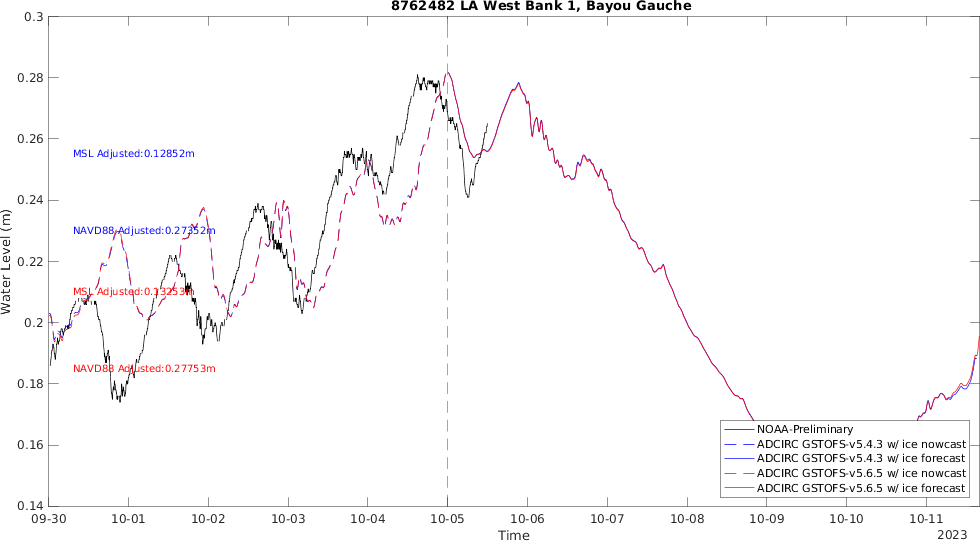 8762482 LA West Bank 1, Bayou Gauche
0.3
0.28
0.26
0.24
0.22
0.2
0.18
0.16
0.14
Water Level (m)
MSL Adjusted:0.12852m
NAVD88 Adjusted:0.27352m
MSL Adjusted:0.13253m
NAVD88 Adjusted:0.27753m
NOAA-Preliminary
ADCIRC GSTOFS-v5.4.3 w/ ice nowcast
ADCIRC GSTOFS-v5.4.3 w/ ice forecast
ADCIRC GSTOFS-v5.6.5 w/ ice nowcast
ADCIRC GSTOFS-v5.6.5 w/ ice forecast
09-30 10-01 10-02 10-03 10-04 10-05 10-06 10-07 10-08 10-09 10-10 10-11
Time
2023